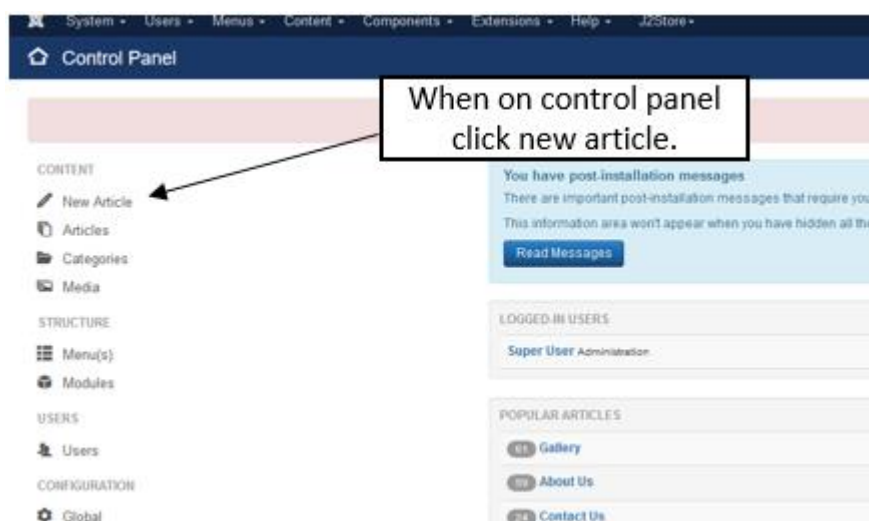 System Users Menus Content Components Extensions Help J2Store
Control Panel
When on control panel
click new article.
CONTENT
New Article
Articles
Categories
Media
STRUCTURE
Menu(s)
Modules
USERS
Users
CONFIGURATION
Global
You have post-installation messages
There are important post-installation messages that require you
This information area won't appear when you have hidden all the
Read Messages
LOGGED-IN USERS
Super User Administration
POPULAR ARTICLES
Gallery
About Us
Contact Us